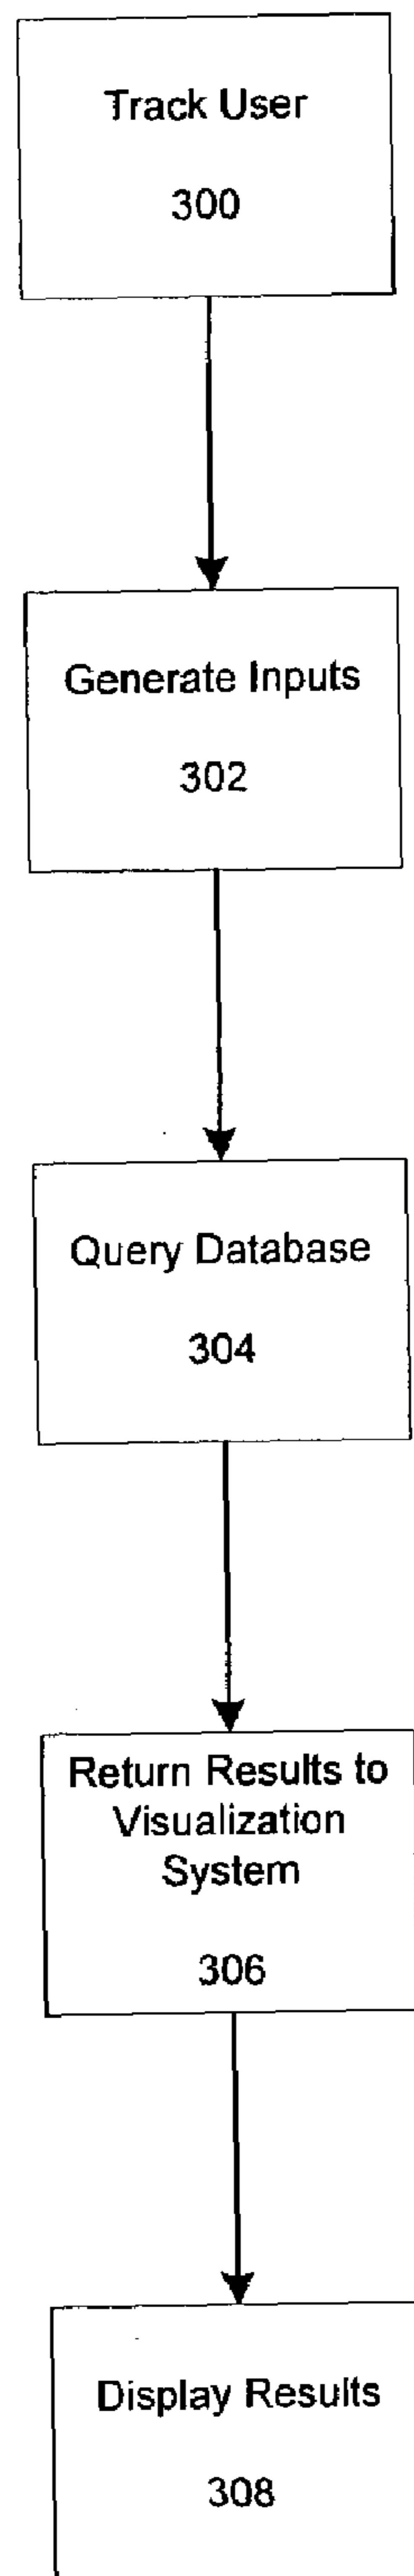 Track User
300
Generate Inputs
302
Query Database
304
Return Results to
Visualization
System
306
Display Results
308